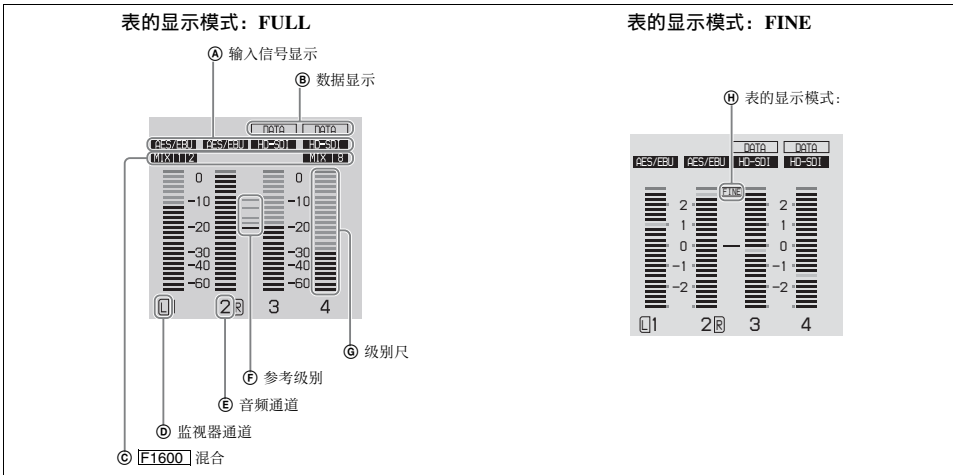 表的显示模式：FULL
Ⓐ 输入信号显示
Ⓑ 数据显示
DATA DATA
AES/EBU AES/EBU HD-SDI HD-SDI
MIX 1 2 MIX 8
0 0
-10 -10
-20 -20
-30 -30
-40 -40
-60 -60
L 1 2 R 3 4
Ⓖ 级别尺
Ⓕ 参考级别
Ⓔ 音频通道
Ⓓ 监视器通道
Ⓒ F1600 混合
表的显示模式：FINE
Ⓗ 表的显示模式：
DATA DATA
AES/EBU AES/EBU HD-SDI HD-SDI
FINE
2 2
1 1
0 0
-1 -1
-2 -2
L 1 2 R 3 4